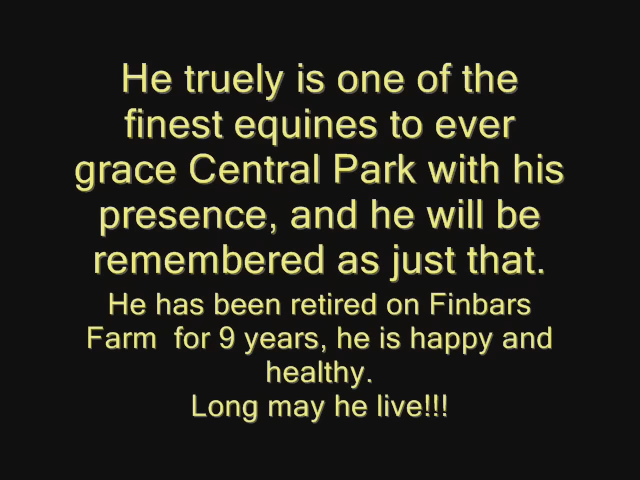 He truely is one of the
finest equines to ever
grace Central Park with his
presence, and he will be
remembered as just that.
He has been retired on Finbars
Farm  for 9 years, he is happy and
healthy.
Long may he live!!!